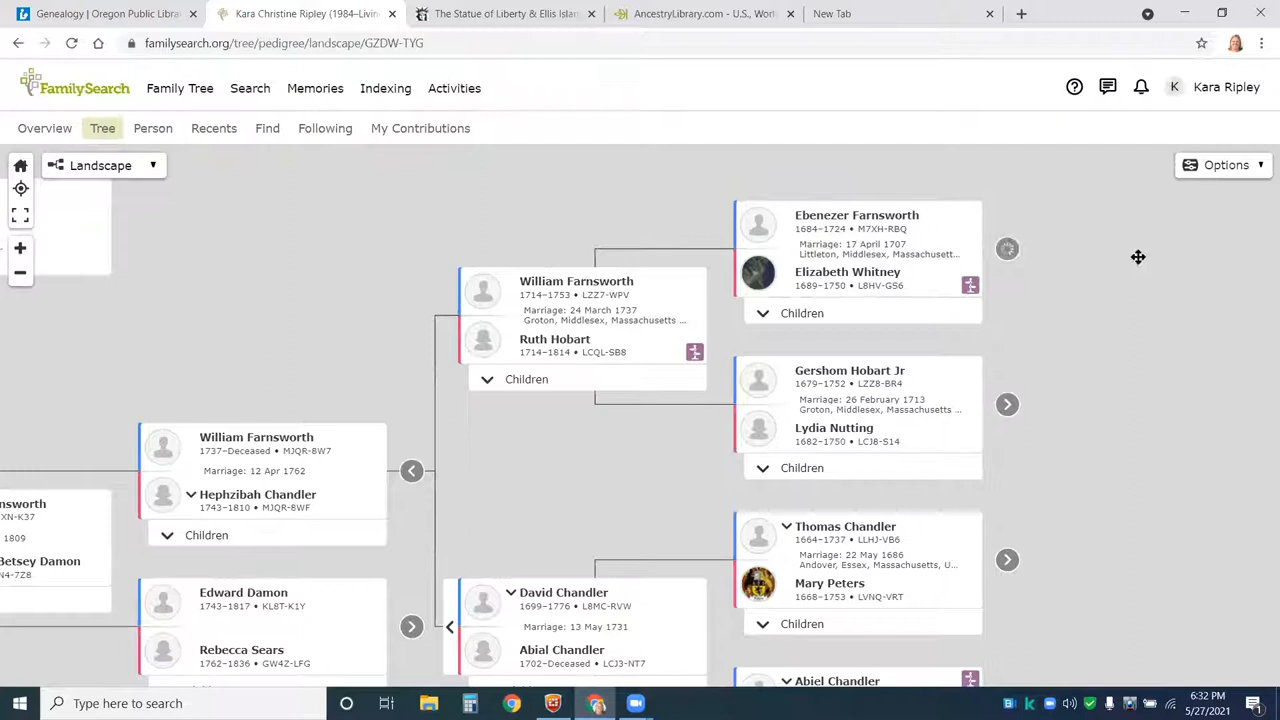 Genealogy | Oregon Public Libra
Kara Christine Ripley (1984–Livin
The Statue of Liberty & Ellis Islan
AncestryLibrary.com - U.S., Worl
New Tab
familysearch.org/tree/pedigree/landscape/GZDW-TYG
FamilySearch
Family Tree
Search
Memories
Indexing
Activities
K
Kara Ripley
Overview
Tree
Person
Recents
Find
Following
My Contributions
Landscape
Options
Ebenezer Farnsworth
1684–1724 • M7XH-RBQ
Marriage: 17 April 1707
Littleton, Middlesex, Massachusett...
Elizabeth Whitney
1689–1750 • L8HV-GS6
Children
William Farnsworth
1714–1753 • LZZ7-WPV
Marriage: 24 March 1737
Groton, Middlesex, Massachusetts ...
Ruth Hobart
1714–1814 • LCQL-SB8
Children
Gershom Hobart Jr
1679–1752 • LZZ8-BR4
Marriage: 26 February 1713
Groton, Middlesex, Massachusetts ...
Lydia Nutting
1682–1750 • LCJ8-S14
Children
William Farnsworth
1737–Deceased • MJQR-8W7
Marriage: 12 Apr 1762
Hephzibah Chandler
1743–1810 • MJQR-8WF
Children
nsworth
XN-K37
1809
Betsey Damon
N4-7Z8
Thomas Chandler
1664–1737 • LLHJ-VB6
Marriage: 22 May 1686
Andover, Essex, Massachusetts, U...
Mary Peters
1668–1753 • LVNQ-VRT
Children
Edward Damon
1743–1817 • KL8T-K1Y
Rebecca Sears
1762–1836 • GW4Z-LFG
David Chandler
1699–1776 • L8MC-RVW
Marriage: 13 May 1731
Abial Chandler
1702–Deceased • LCJ3-NT7
Abiel Chandler
Type here to search
6:32 PM
5/27/2021